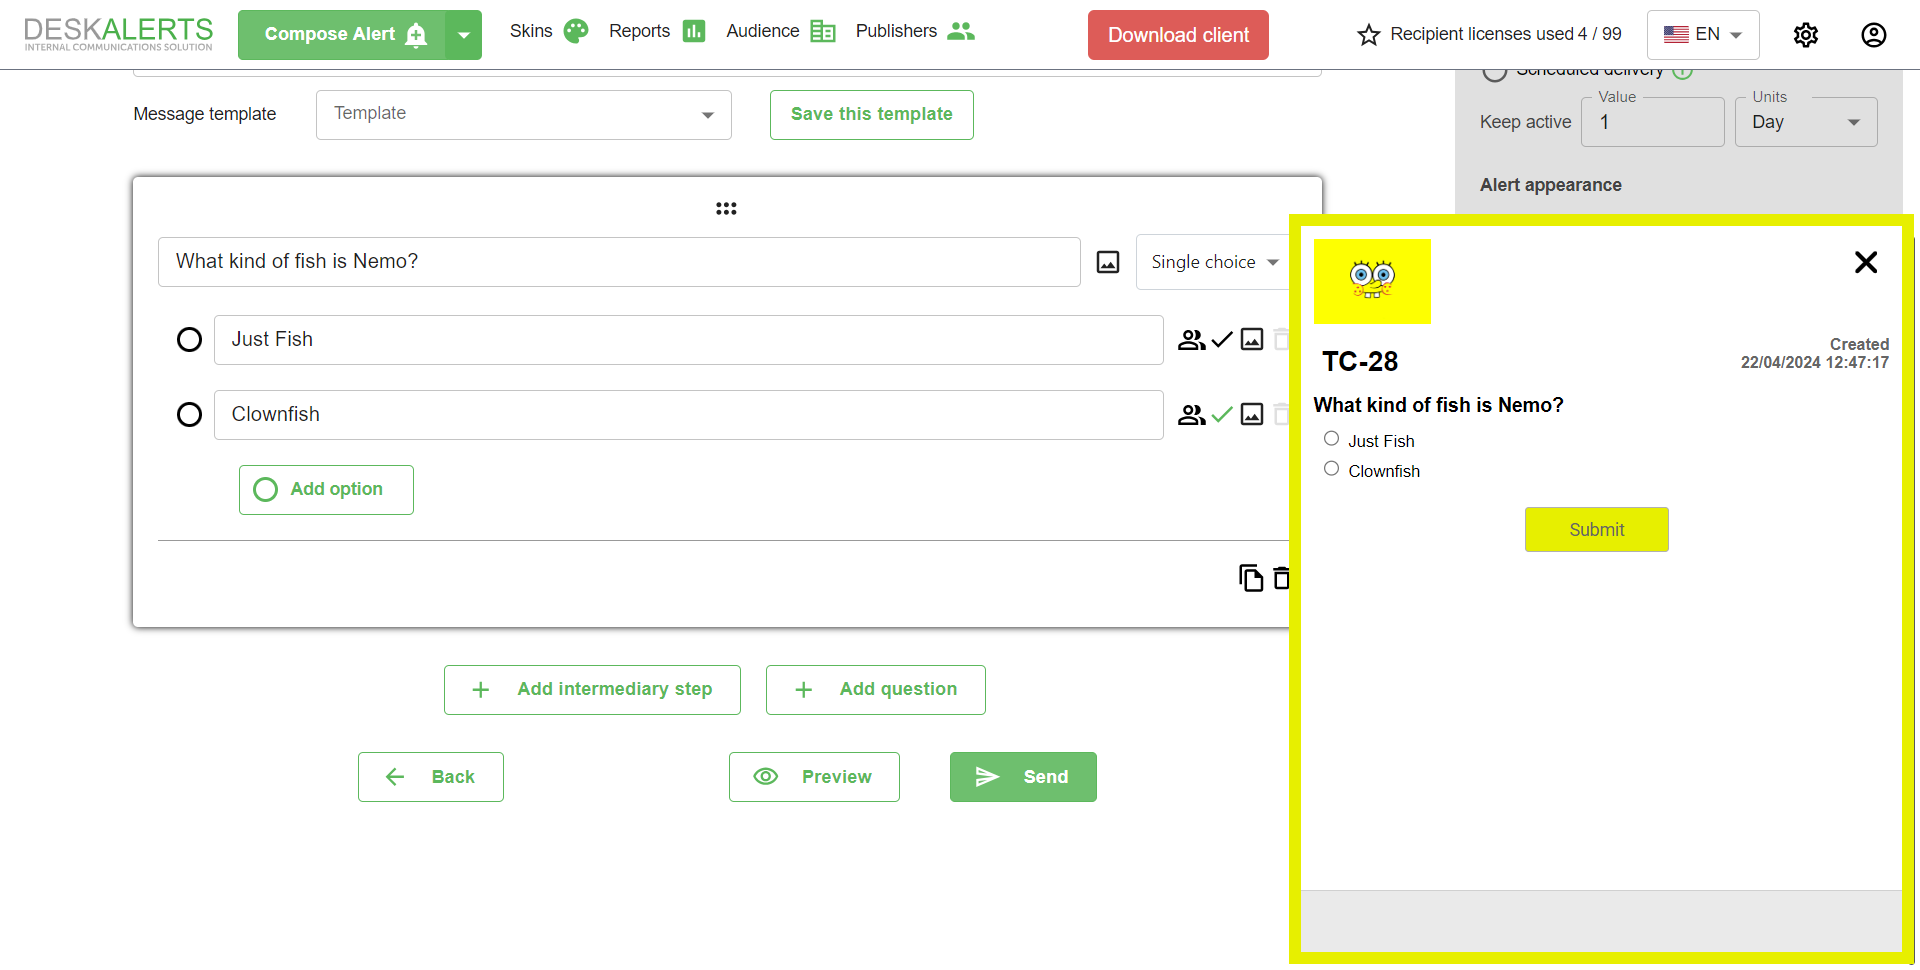 DESKALERTS
INTERNAL COMMUNICATIONS SOLUTION
Compose Alert
Skins
Reports
Audience
Publishers
Download client
Recipient licenses used 4 / 99
EN
Scheduled delivery
Message template
Template
Save this template
Keep active
Value
1
Units
Day
Alert appearance
What kind of fish is Nemo?
Single choice
Just Fish
Clownfish
Add option
Add intermediary step
Add question
Back
Preview
Send
Created
22/04/2024 12:47:17
TC-28
What kind of fish is Nemo?
Just Fish
Clownfish
Submit